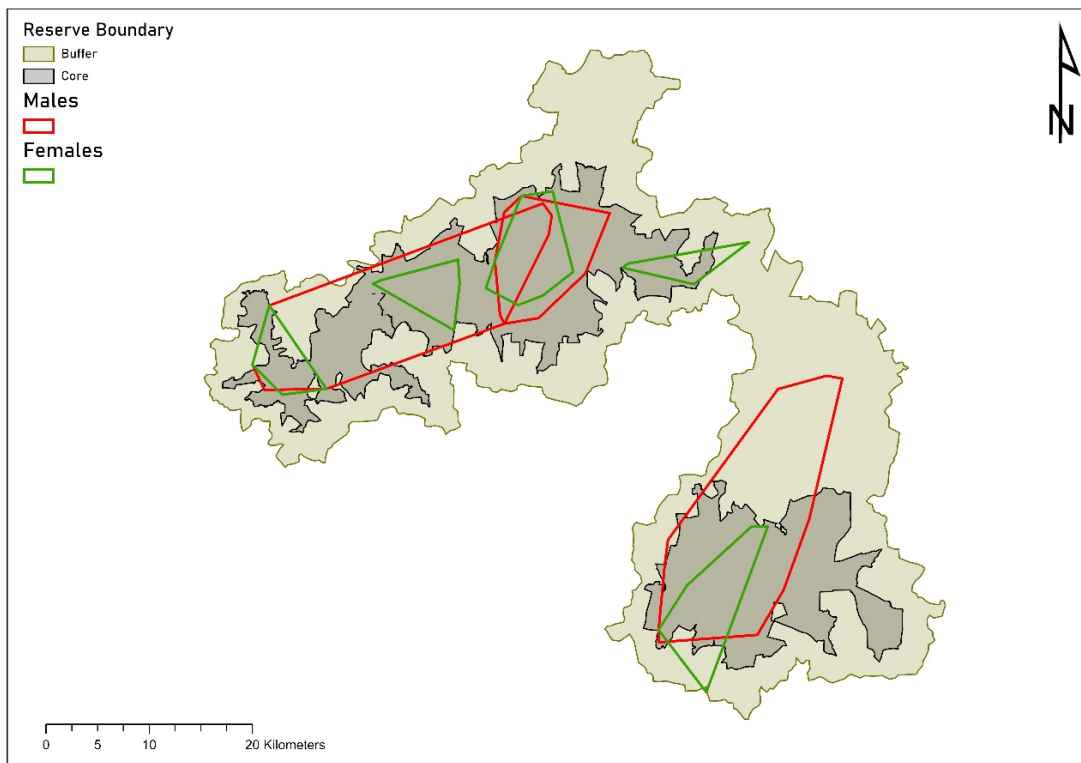 Reserve Boundary
Buffer
Core
Males
Females
N
0 5 10 20 Kilometers